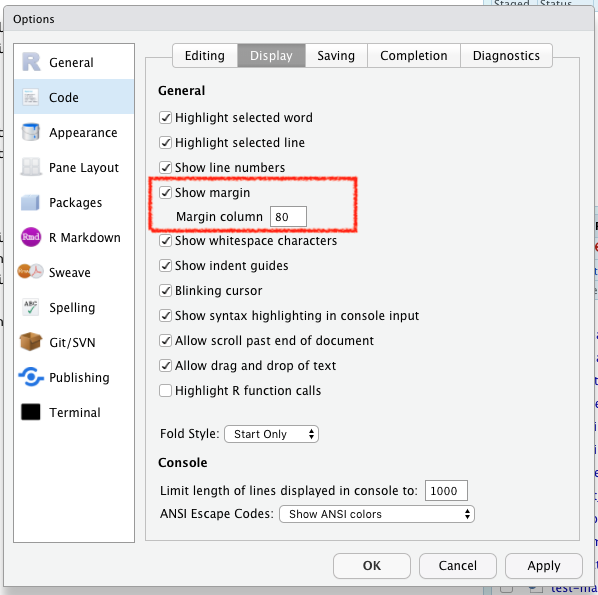 Staged Status
Options
General
Code
Appearance
Pane Layout
Packages
R Markdown
Sweave
Spelling
Git/SVN
Publishing
Terminal
Editing Display Saving Completion Diagnostics
General
Highlight selected word
Highlight selected line
Show line numbers
Show margin
Margin column 80
Show whitespace characters
Show indent guides
Blinking cursor
Show syntax highlighting in console input
Allow scroll past end of document
Allow drag and drop of text
Highlight R function calls
Fold Style: Start Only
Console
Limit length of lines displayed in console to: 1000
ANSI Escape Codes: Show ANSI colors
OK Cancel Apply
R
Rmd
ABC